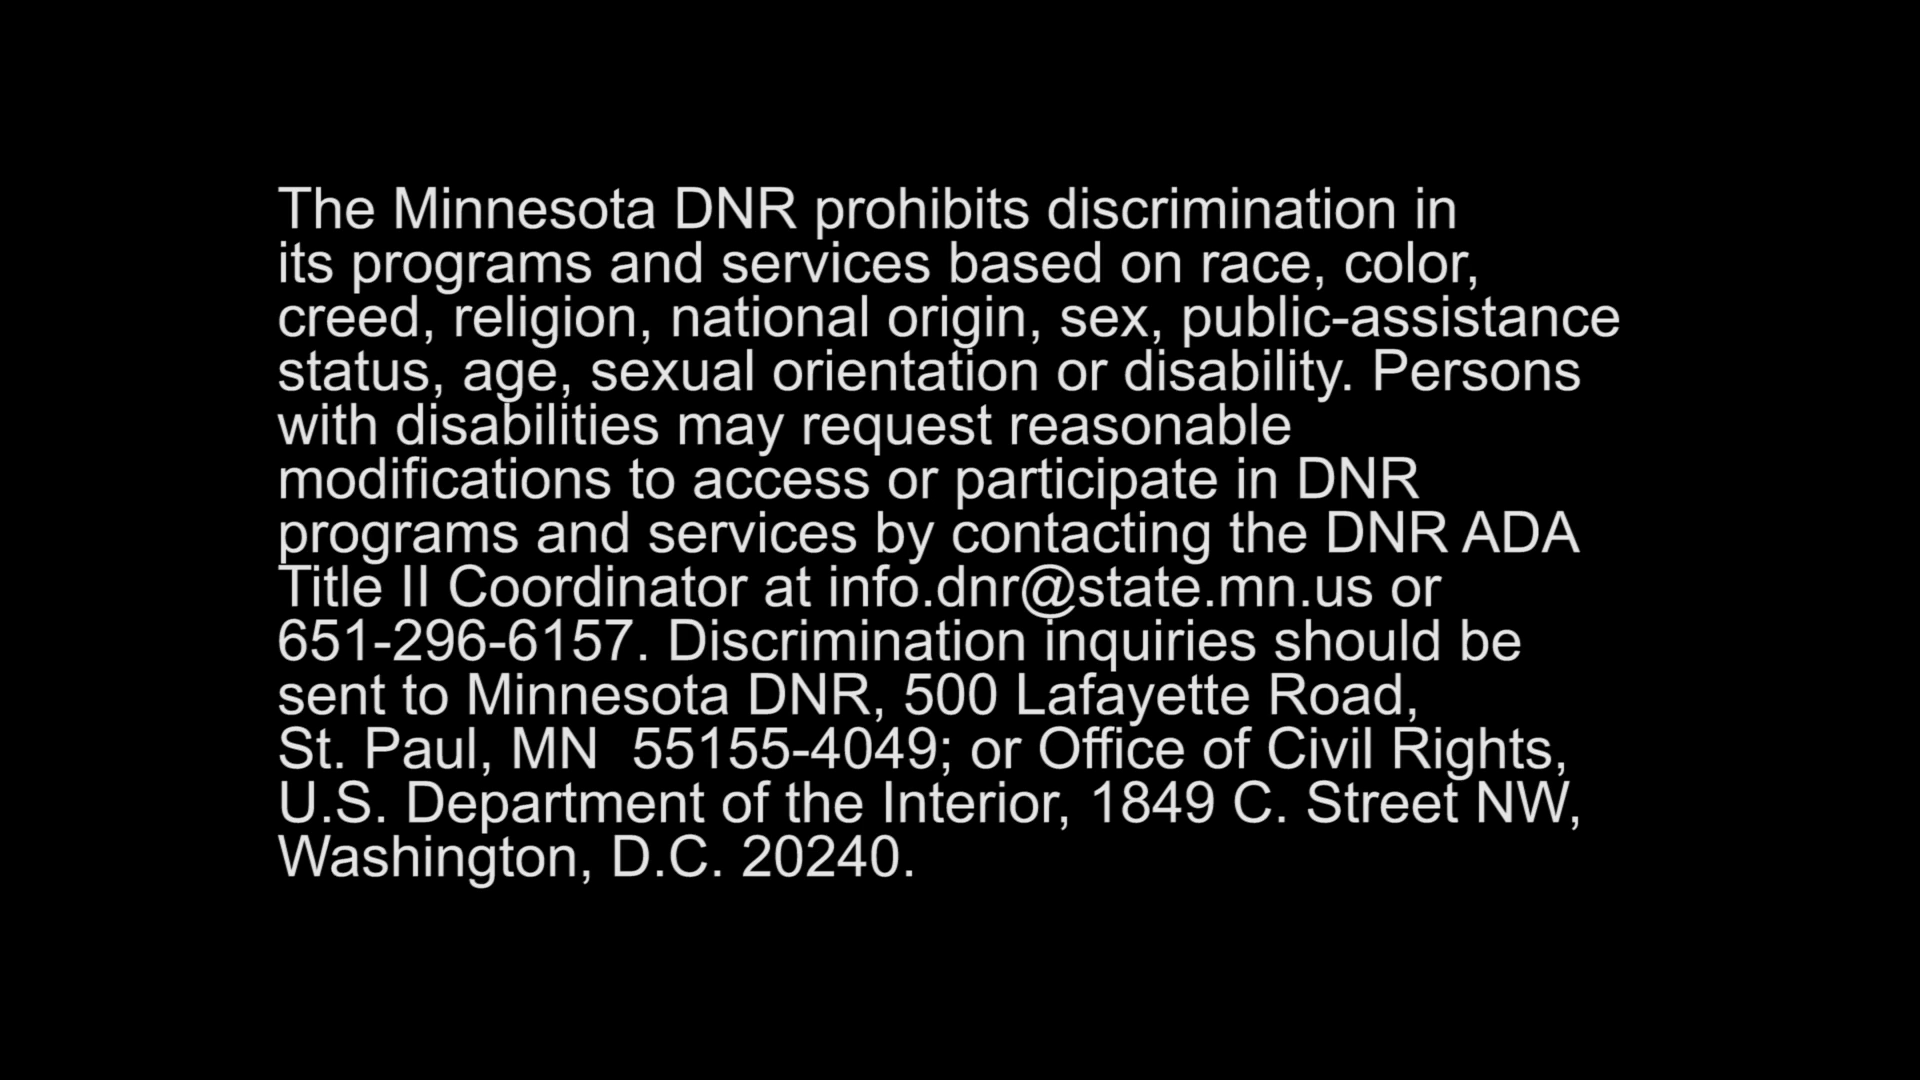 The Minnesota DNR prohibits discrimination in
its programs and services based on race, color,
creed, religion, national origin, sex, public-assistance
status, age, sexual orientation or disability. Persons
with disabilities may request reasonable
modifications to access or participate in DNR
programs and services by contacting the DNR ADA
Title II Coordinator at info.dnr@state.mn.us or
651-296-6157. Discrimination inquiries should be
sent to Minnesota DNR, 500 Lafayette Road,
St. Paul, MN  55155-4049; or Office of Civil Rights,
U.S. Department of the Interior, 1849 C. Street NW,
Washington, D.C. 20240.